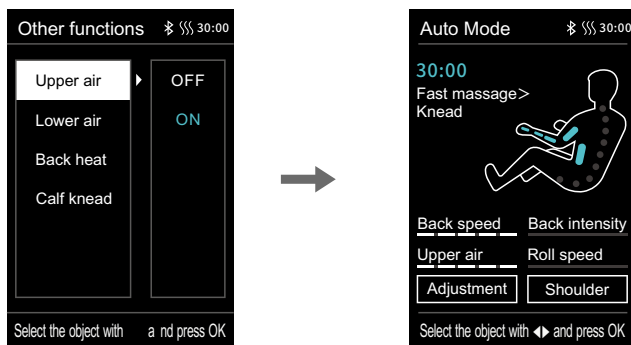 Other functions 30:00
Upper air OFF
Lower air ON
Back heat
Calf knead
Select the object with a nd press OK
Auto Mode 30:00
30:00
Fast massage>
Knead
Back speed Back intensity
Upper air Roll speed
Adjustment Shoulder
Select the object with ◀▶ and press OK